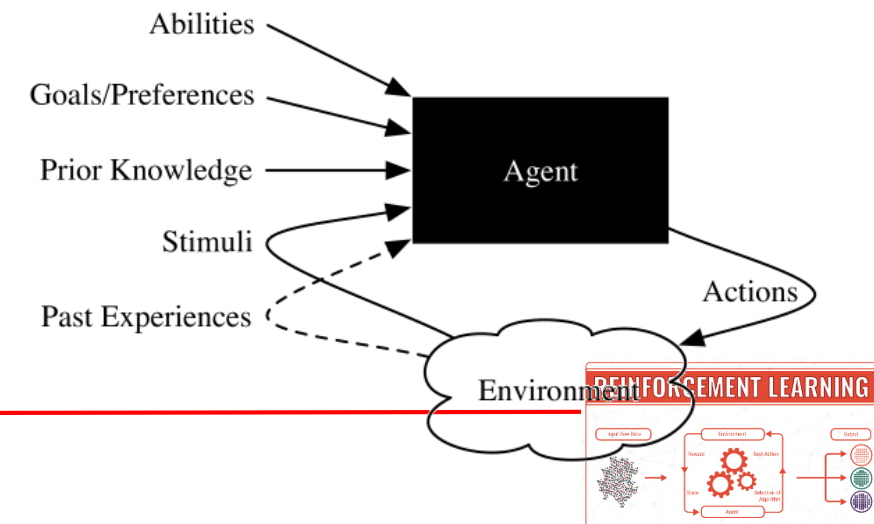 Abilities
Goals/Preferences
Prior Knowledge
Agent
Stimuli
Actions
Past Experiences
Environment
REINFORCEMENT LEARNING
Input Raw Data
Environment
Output
Reward
Best Action
State
Selection of
Algorithm
Agent